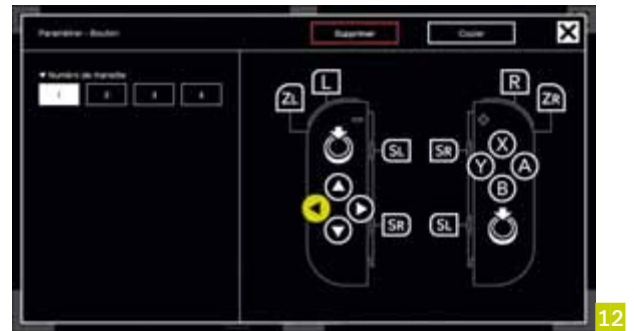 Paramétrer - Bouton
Supprimer
Copier
X
▼ Numéro de manette
1 2 3 4
L
R
ZL
ZR
SL
SR
X
Y
A
B
SR
SL
12